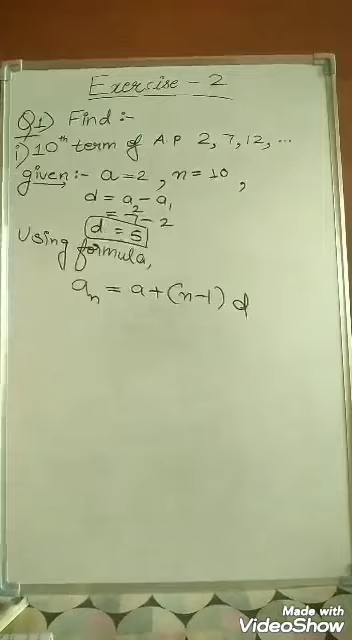 Exercise - 2
Q1) Find :-
i) 10th term of A.P 2, 7, 12, ...
given :- a = 2 , n = 10 ,
d = a2 - a1
= 7 - 2
d = 5
Using formula,
an = a + (n-1) d
Made with
VideoShow